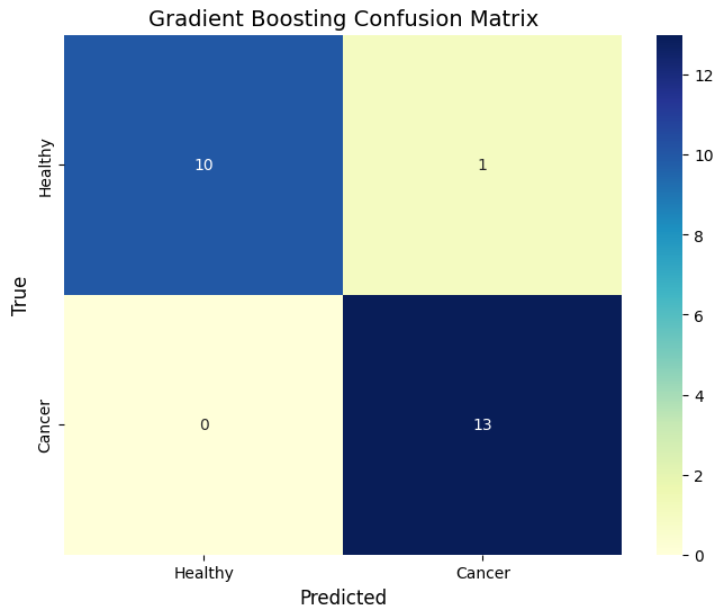 Gradient Boosting Confusion Matrix
True
Healthy
Cancer
10
1
0
13
Healthy
Cancer
Predicted
12
10
8
6
4
2
0